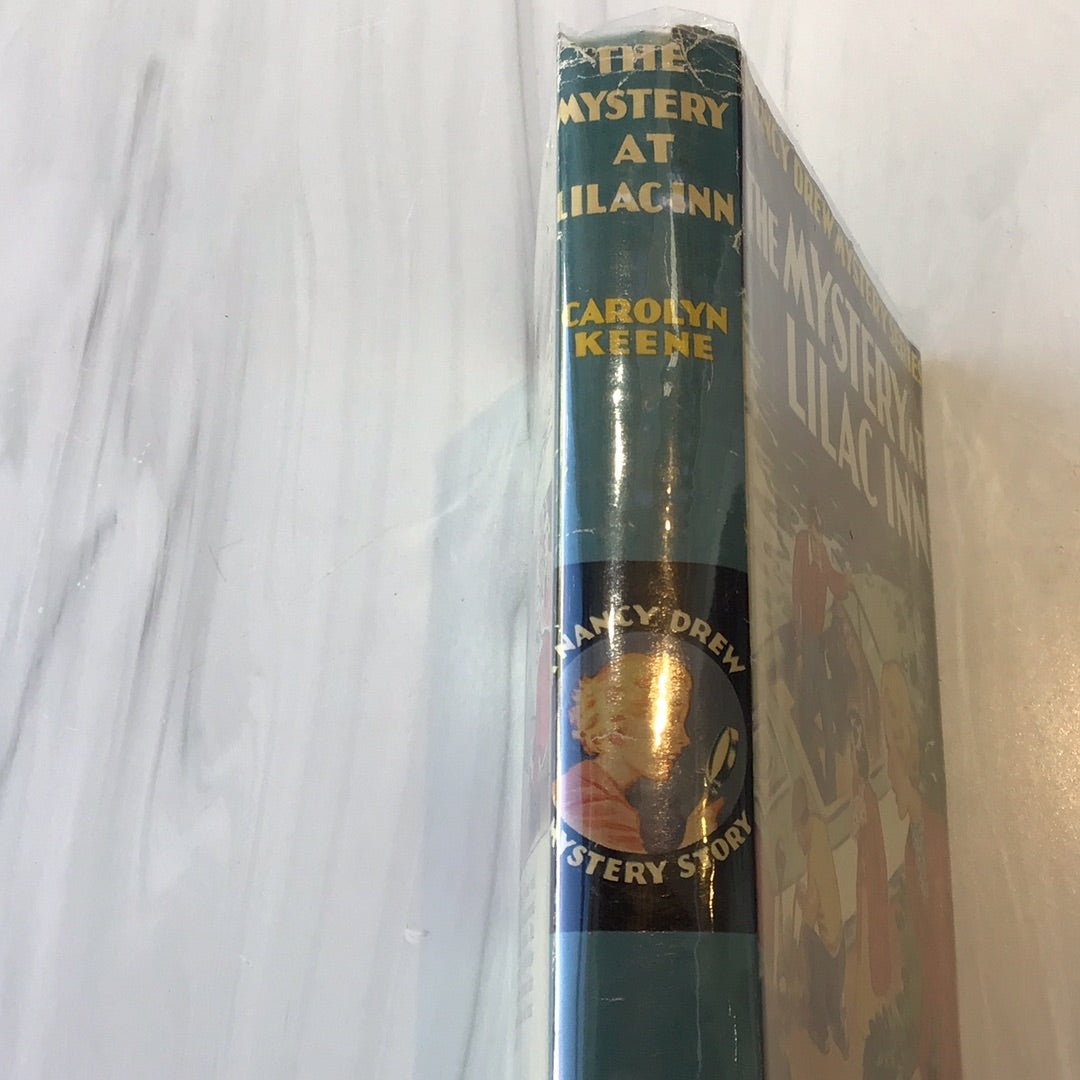 THE
MYSTERY
AT
LILAC INN
CAROLYN
KEENE
NANCY DREW
MYSTERY STORY
NANCY DREW MYSTERY STORIES
THE MYSTERY AT
LILAC INN